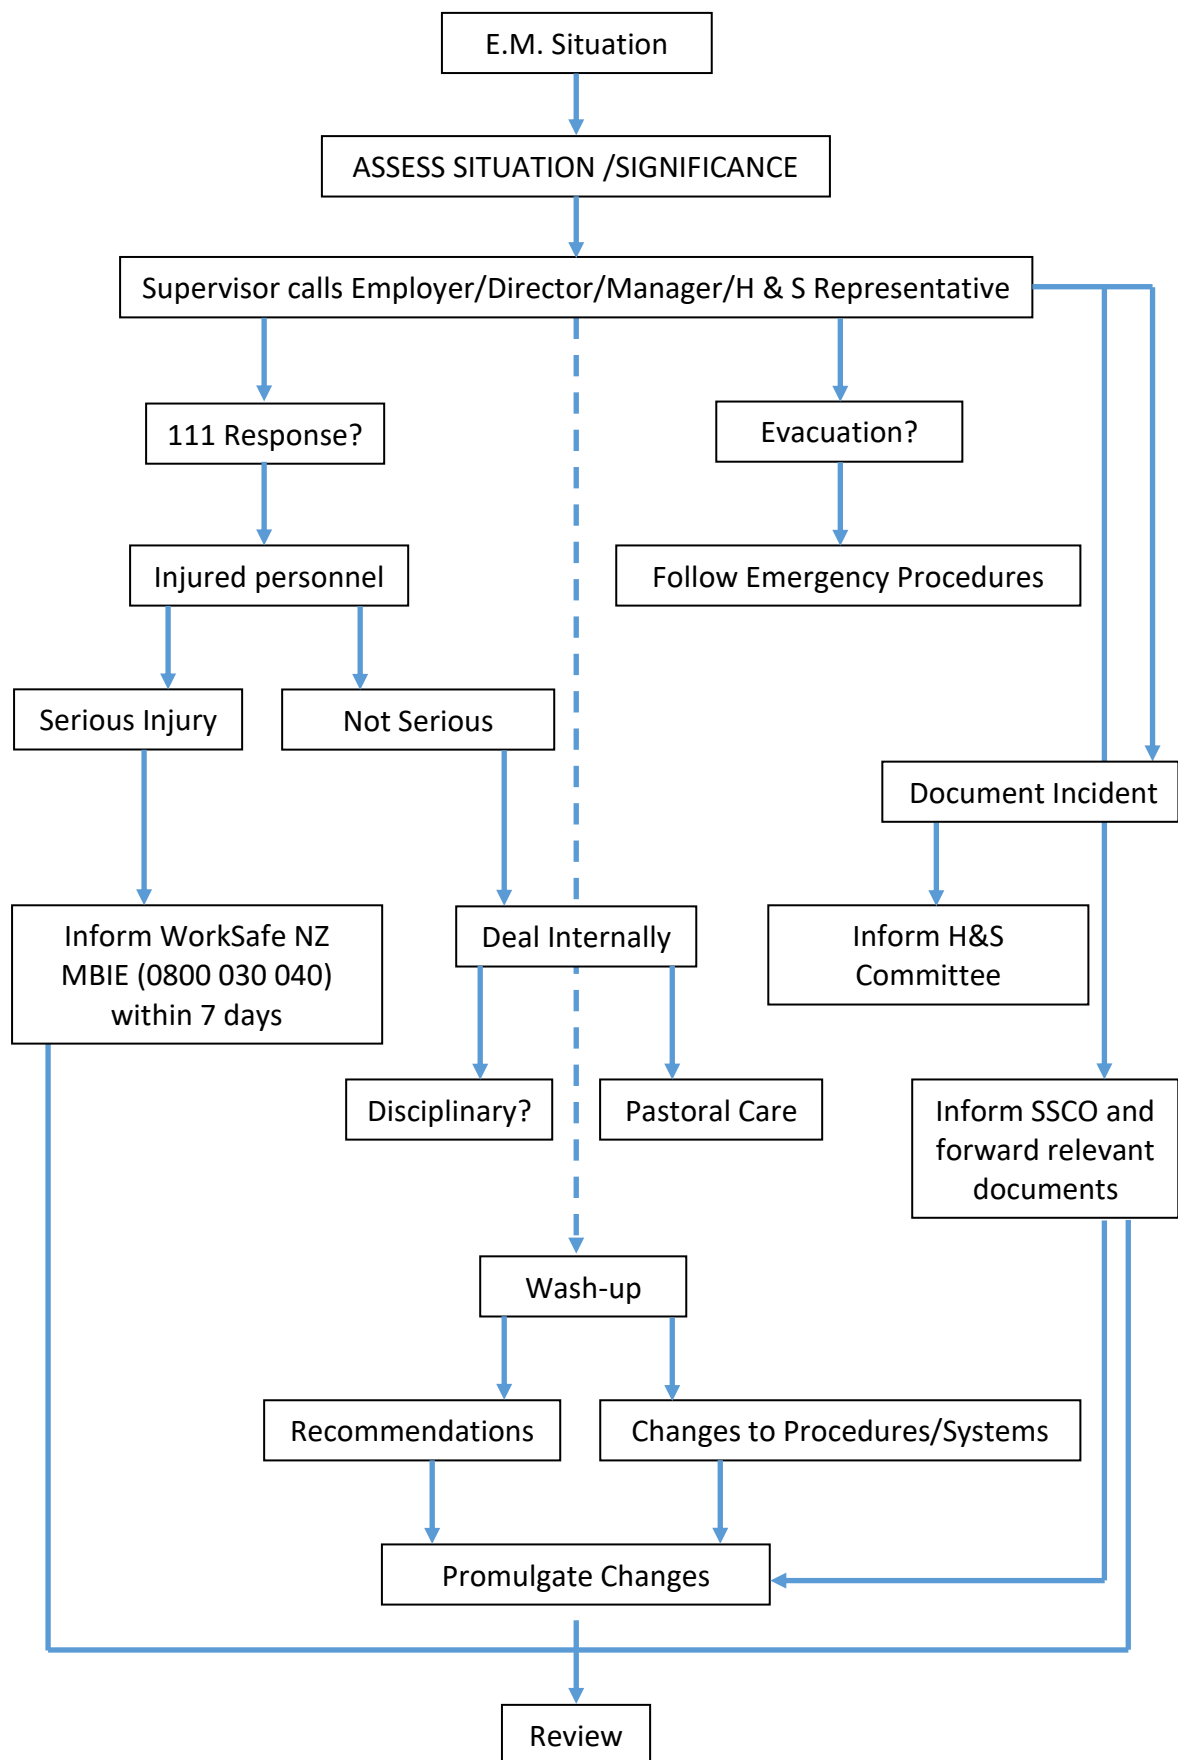 E.M. Situation
ASSESS SITUATION /SIGNIFICANCE
Supervisor calls Employer/Director/Manager/H & S Representative
111 Response?
Evacuation?
Injured personnel
Follow Emergency Procedures
Serious Injury
Not Serious
Document Incident
Inform WorkSafe NZ
MBIE (0800 030 040)
within 7 days
Deal Internally
Inform H&S
Committee
Disciplinary?
Pastoral Care
Inform SSCO and
forward relevant
documents
Wash-up
Recommendations
Changes to Procedures/Systems
Promulgate Changes
Review